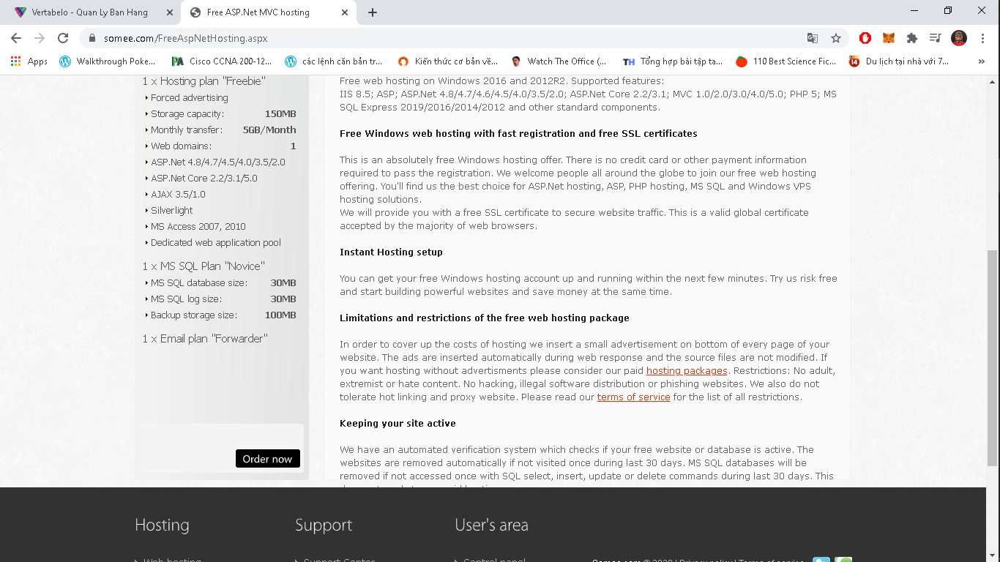 Vertabelo - Quan Ly Ban Hang
Free ASP.Net MVC hosting
somee.com/FreeAspNetHosting.aspx
Apps
Walkthrough Poke...
Cisco CCNA 200-12...
các lệnh căn bản tr...
Kiến thức cơ bản về...
Watch The Office (...
TH Tổng hợp bài tập ta...
110 Best Science Fic...
14 Du lịch tại nhà với 7...
1 x Hosting plan "Freebie"
Forced advertising
Storage capacity: 150MB
Monthly transfer: 5GB/Month
Web domains: 1
ASP.Net 4.8/4.7/4.5/4.0/3.5/2.0
ASP.Net Core 2.2/3.1/5.0
AJAX 3.5/1.0
Silverlight
MS Access 2007, 2010
Dedicated web application pool
1 x MS SQL Plan "Novice"
MS SQL database size: 30MB
MS SQL log size: 30MB
Backup storage size: 100MB
1 x Email plan "Forwarder"
Order now
Free web hosting on Windows 2016 and 2012R2. Supported features:
IIS 8.5; ASP; ASP.Net 4.8/4.7/4.6/4.5/4.0/3.5/2.0; ASP.Net Core 2.2/3.1; MVC 1.0/2.0/3.0/4.0/5.0; PHP 5; MS
SQL Express 2019/2016/2014/2012 and other standard components.
Free Windows web hosting with fast registration and free SSL certificates
This is an absolutely free Windows hosting offer. There is no credit card or other payment information
required to pass the registration. We welcome people all around the globe to join our free web hosting
offering. You'll find us the best choice for ASP.Net hosting, ASP, PHP hosting, MS SQL and Windows VPS
hosting solutions.
We will provide you with a free SSL certificate to secure website traffic. This is a valid global certificate
accepted by the majority of web browsers.
Instant Hosting setup
You can get your free Windows hosting account up and running within the next few minutes. Try us risk free
and start building powerful websites and save money at the same time.
Limitations and restrictions of the free web hosting package
In order to cover up the costs of hosting we insert a small advertisement on bottom of every page of your
website. The ads are inserted automatically during web response and the source files are not modified. If
you want hosting without advertisments please consider our paid hosting packages. Restrictions: No adult,
extremist or hate content. No hacking, illegal software distribution or phishing websites. We also do not
tolerate hot linking and proxy website. Please read our terms of service for the list of all restrictions.
Keeping your site active
We have an automated verification system which checks if your free website or database is active. The
websites are removed automatically if not visited once during last 30 days. MS SQL databases will be
removed if not accessed once with SQL select, insert, update or delete commands during last 30 days. This
Hosting
Support
User's area
Web hosting
Support Center
Control panel